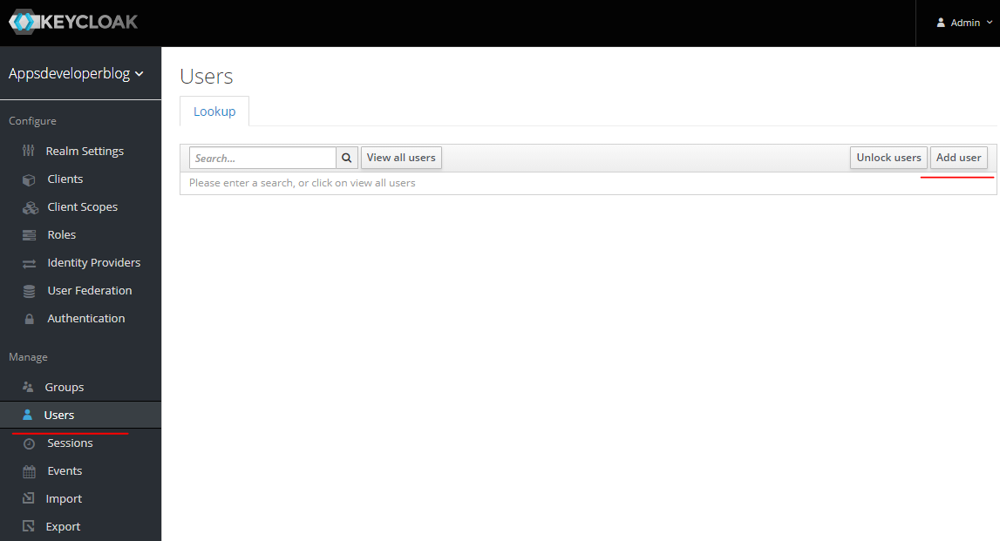 KEYCLOAK
Admin
Appsdeveloperblog
Configure
Realm Settings
Clients
Client Scopes
Roles
Identity Providers
User Federation
Authentication
Manage
Groups
Users
Sessions
Events
Import
Export
Users
Lookup
Search... View all users Unlock users Add user
Please enter a search, or click on view all users